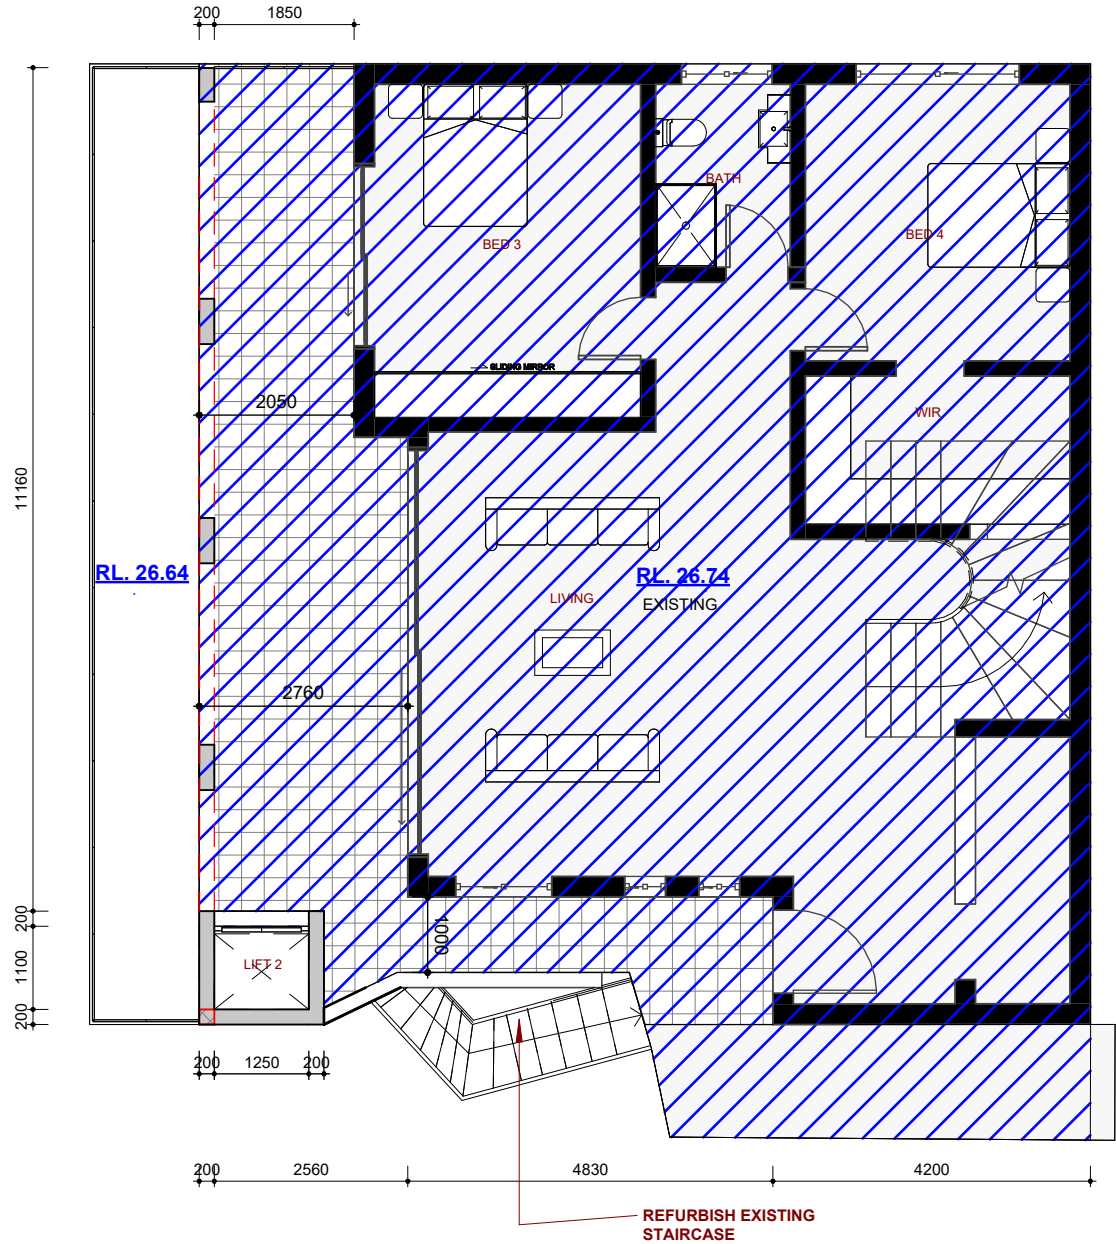 200
1850
BATH
BED 3
BED 4
SLIDING MIRROR
2050
WIR
11160
RL. 26.64
RL. 26.74
LIVING
EXISTING
2760
200
1000
1100
LIFT 2
200
200
1250
200
200
2560
4830
4200
REFURBISH EXISTING
STAIRCASE